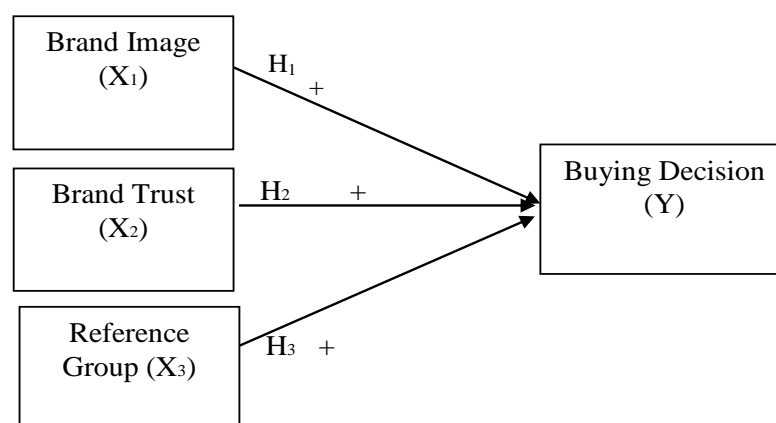 Brand Image
(X₁)
H₁
+
Brand Trust
(X₂)
H₂ +
Buying Decision
(Y)
Reference
Group (X₃)
H₃ +